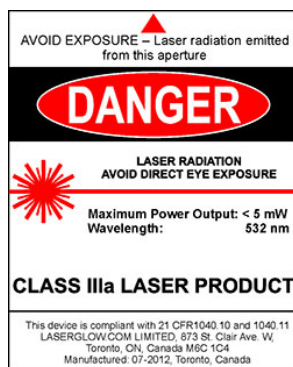 AVOID EXPOSURE – Laser radiation emitted
from this aperture
DANGER
LASER RADIATION
AVOID DIRECT EYE EXPOSURE
Maximum Power Output: < 5 mW
Wavelength: 532 nm
CLASS IIIa LASER PRODUCT
This device is compliant with 21 CFR1040.10 and 1040.11
LASERGLOW.COM LIMITED, 873 St. Clair Ave. W,
Toronto, ON, Canada M6C 1C4
Manufactured: 07-2012, Toronto, Canada